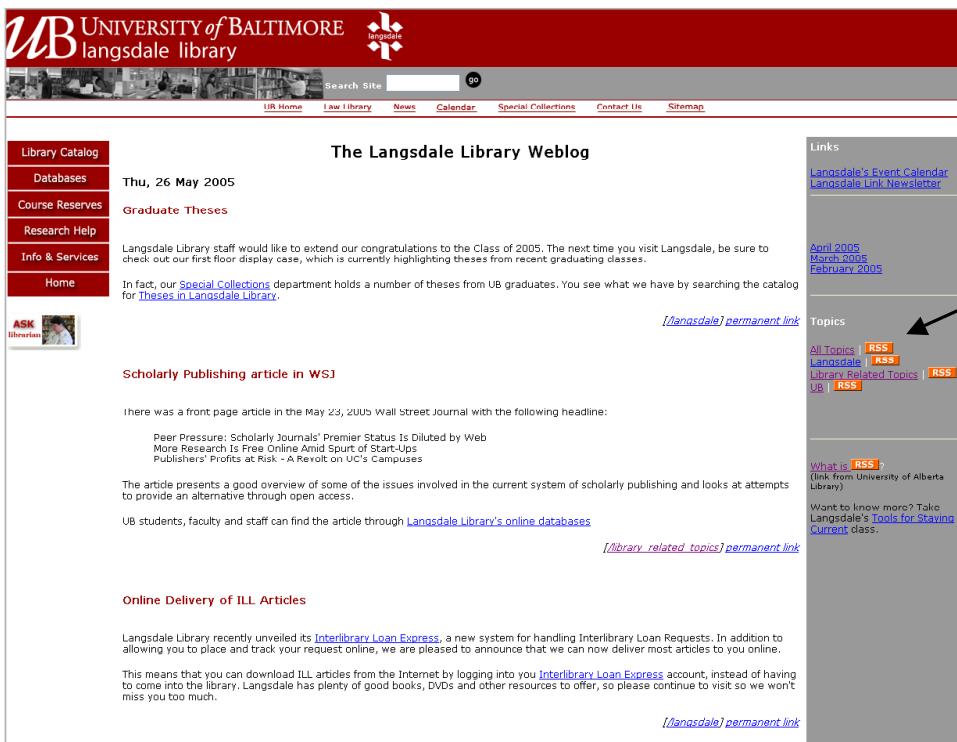 UB UNIVERSITY of BALTIMORE
langsdale library
langsdale
Search Site
go
UB Home Law Library News Calendar Special Collections Contact Us Sitemap
Library Catalog
Databases
Course Reserves
Research Help
Info & Services
Home
ASK
librarian
The Langsdale Library Weblog
Thu, 26 May 2005
Graduate Theses
Langsdale Library staff would like to extend our congratulations to the Class of 2005. The next time you visit Langsdale, be sure to
check out our first floor display case, which is currently highlighting theses from recent graduating classes.
In fact, our Special Collections department holds a number of theses from UB graduates. You see what we have by searching the catalog
for Theses in Langsdale Library.
[/langsdale] permanent link
Scholarly Publishing article in WSJ
There was a front page article in the May 23, 2005 Wall Street Journal with the following headline:
Peer Pressure: Scholarly Journals' Premier Status Is Diluted by Web
More Research Is Free Online Amid Spurt of Start-Ups
Publishers' Profits at Risk - A Revolt on UC's Campuses
The article presents a good overview of some of the issues involved in the current system of scholarly publishing and looks at attempts
to provide an alternative through open access.
UB students, faculty and staff can find the article through Langsdale Library's online databases
[/library_related_topics] permanent link
Online Delivery of ILL Articles
Langsdale Library recently unveiled its Interlibrary Loan Express, a new system for handling Interlibrary Loan Requests. In addition to
allowing you to place and track your request online, we are pleased to announce that we can now deliver most articles to you online.
This means that you can download ILL articles from the Internet by logging into you Interlibrary Loan Express account, instead of having
to come into the library. Langsdale has plenty of good books, DVDs and other resources to offer, so please continue to visit so we won't
miss you too much.
[/langsdale] permanent link
Links
Langsdale's Event Calendar
Langsdale Link Newsletter
April 2005
March 2005
February 2005
Topics
All Topics | RSS
Langsdale | RSS
Library Related Topics | RSS
UB | RSS
What is RSS?
(link from University of Alberta
Library)
Want to know more? Take
Langsdale's Tools for Staying
Current class.